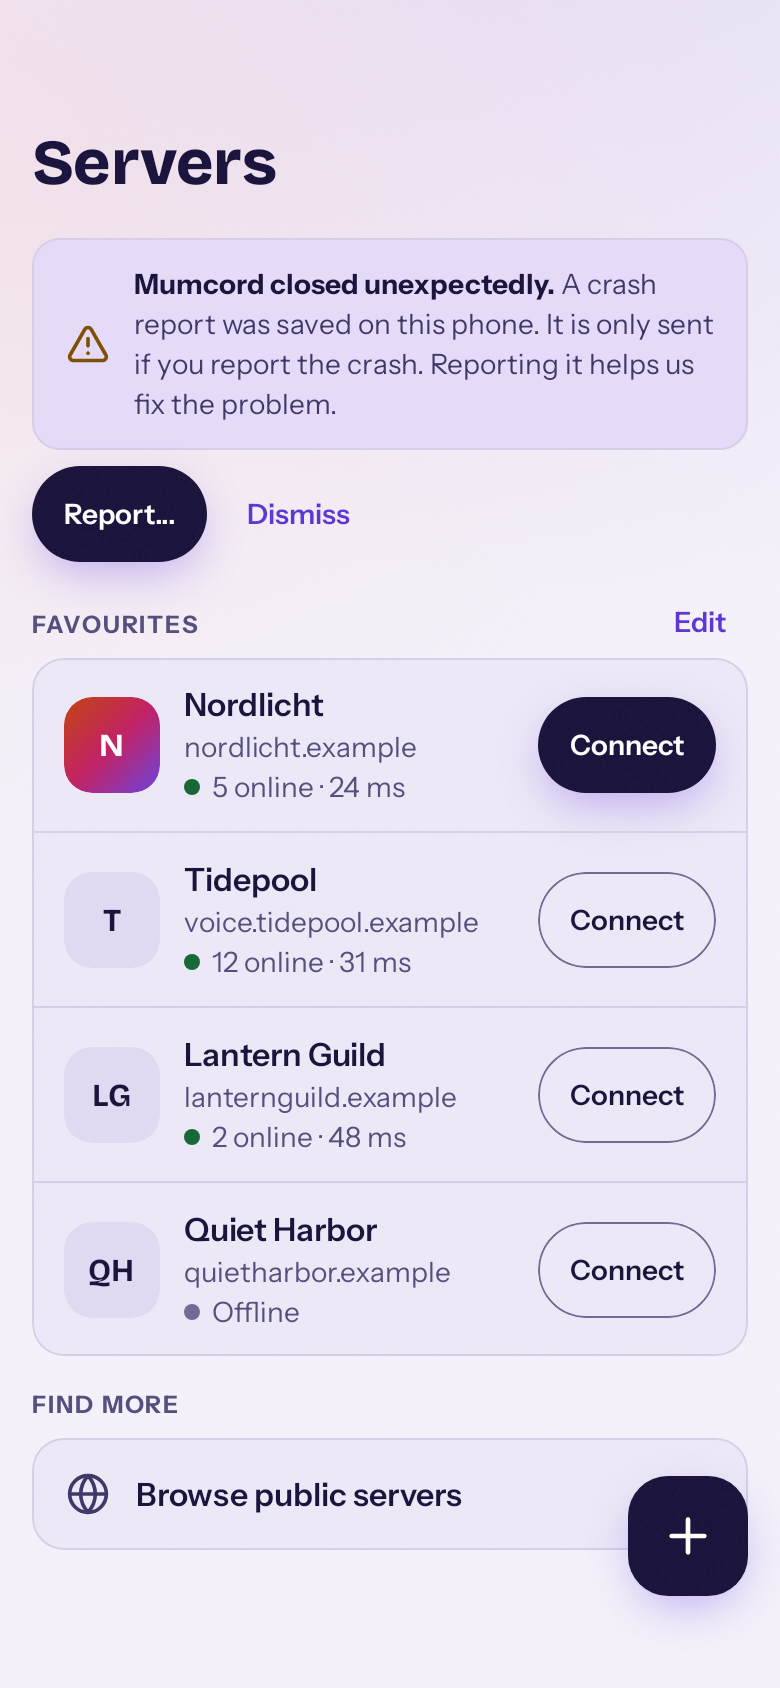 Servers
Mumcord closed unexpectedly. A crash
report was saved on this phone. It is only sent
if you report the crash. Reporting it helps us
fix the problem.
Report...
Dismiss
FAVOURITES
Edit
N
Nordlicht
nordlicht.example
5 online · 24 ms
Connect
T
Tidepool
voice.tidepool.example
12 online · 31 ms
Connect
LG
Lantern Guild
lanternguild.example
2 online · 48 ms
Connect
QH
Quiet Harbor
quietharbor.example
Offline
Connect
FIND MORE
Browse public servers